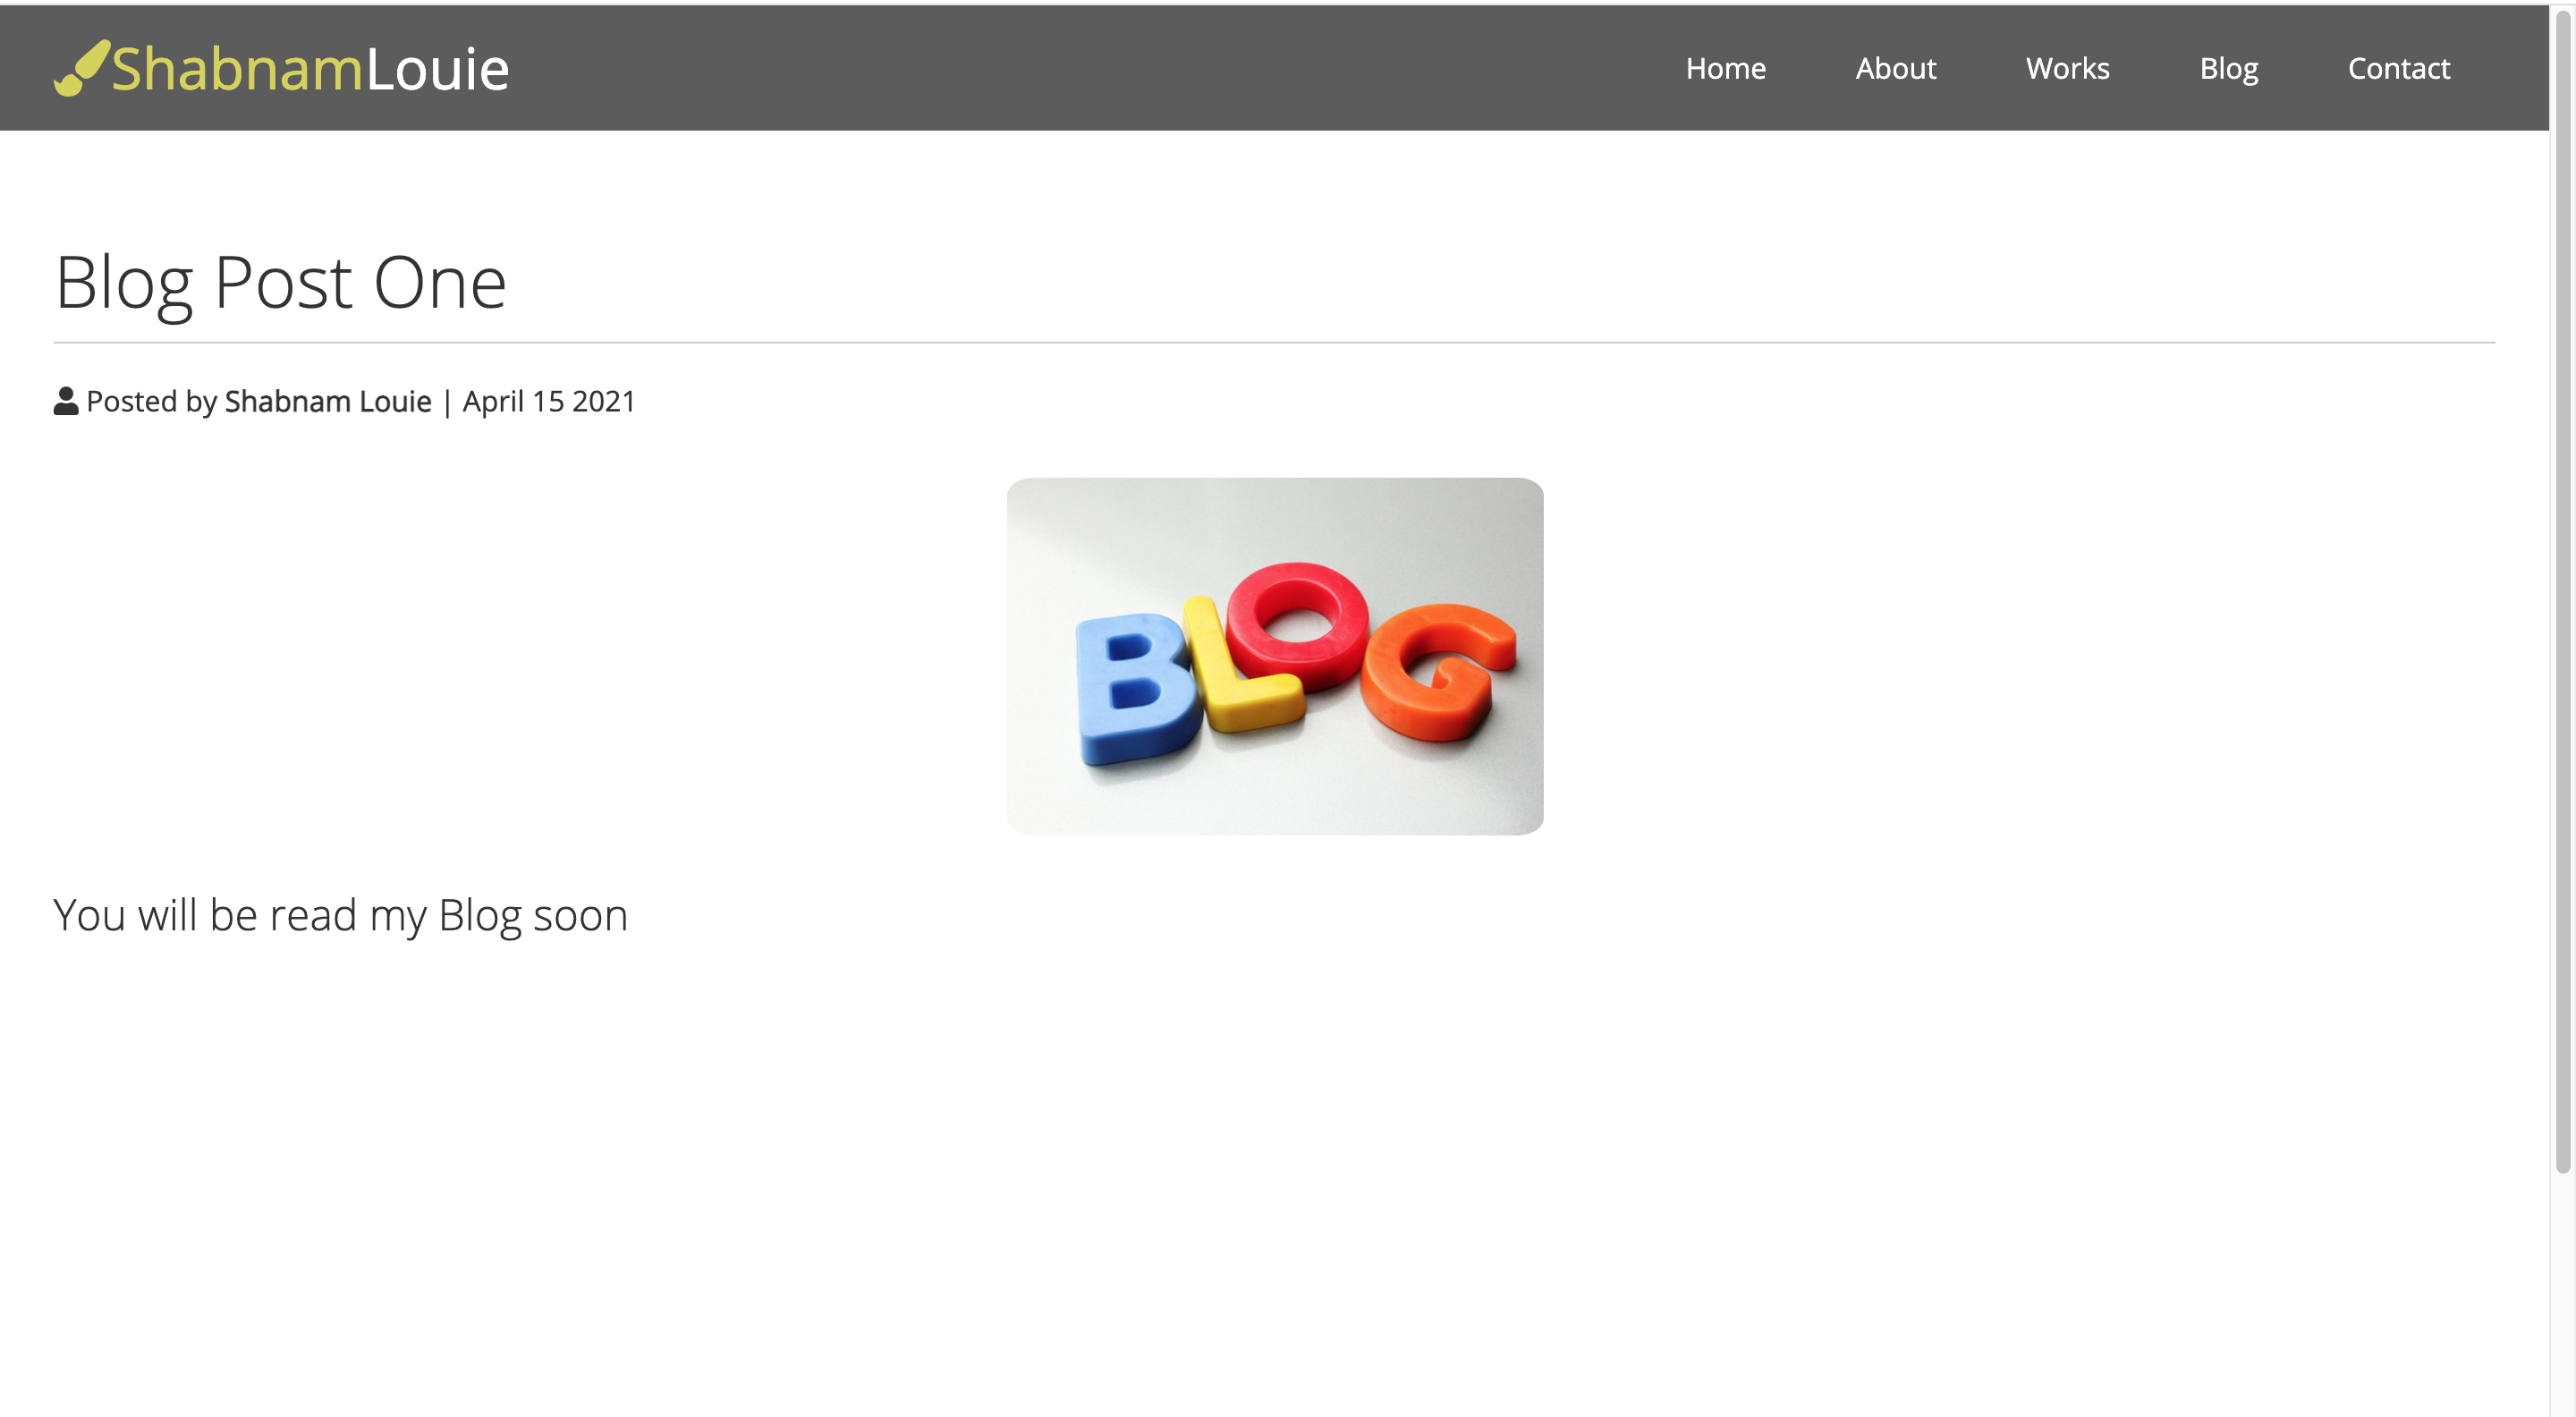 ShabnamLouie
Home About Works Blog Contact
Blog Post One
Posted by Shabnam Louie | April 15 2021
BLOG
You will be read my Blog soon